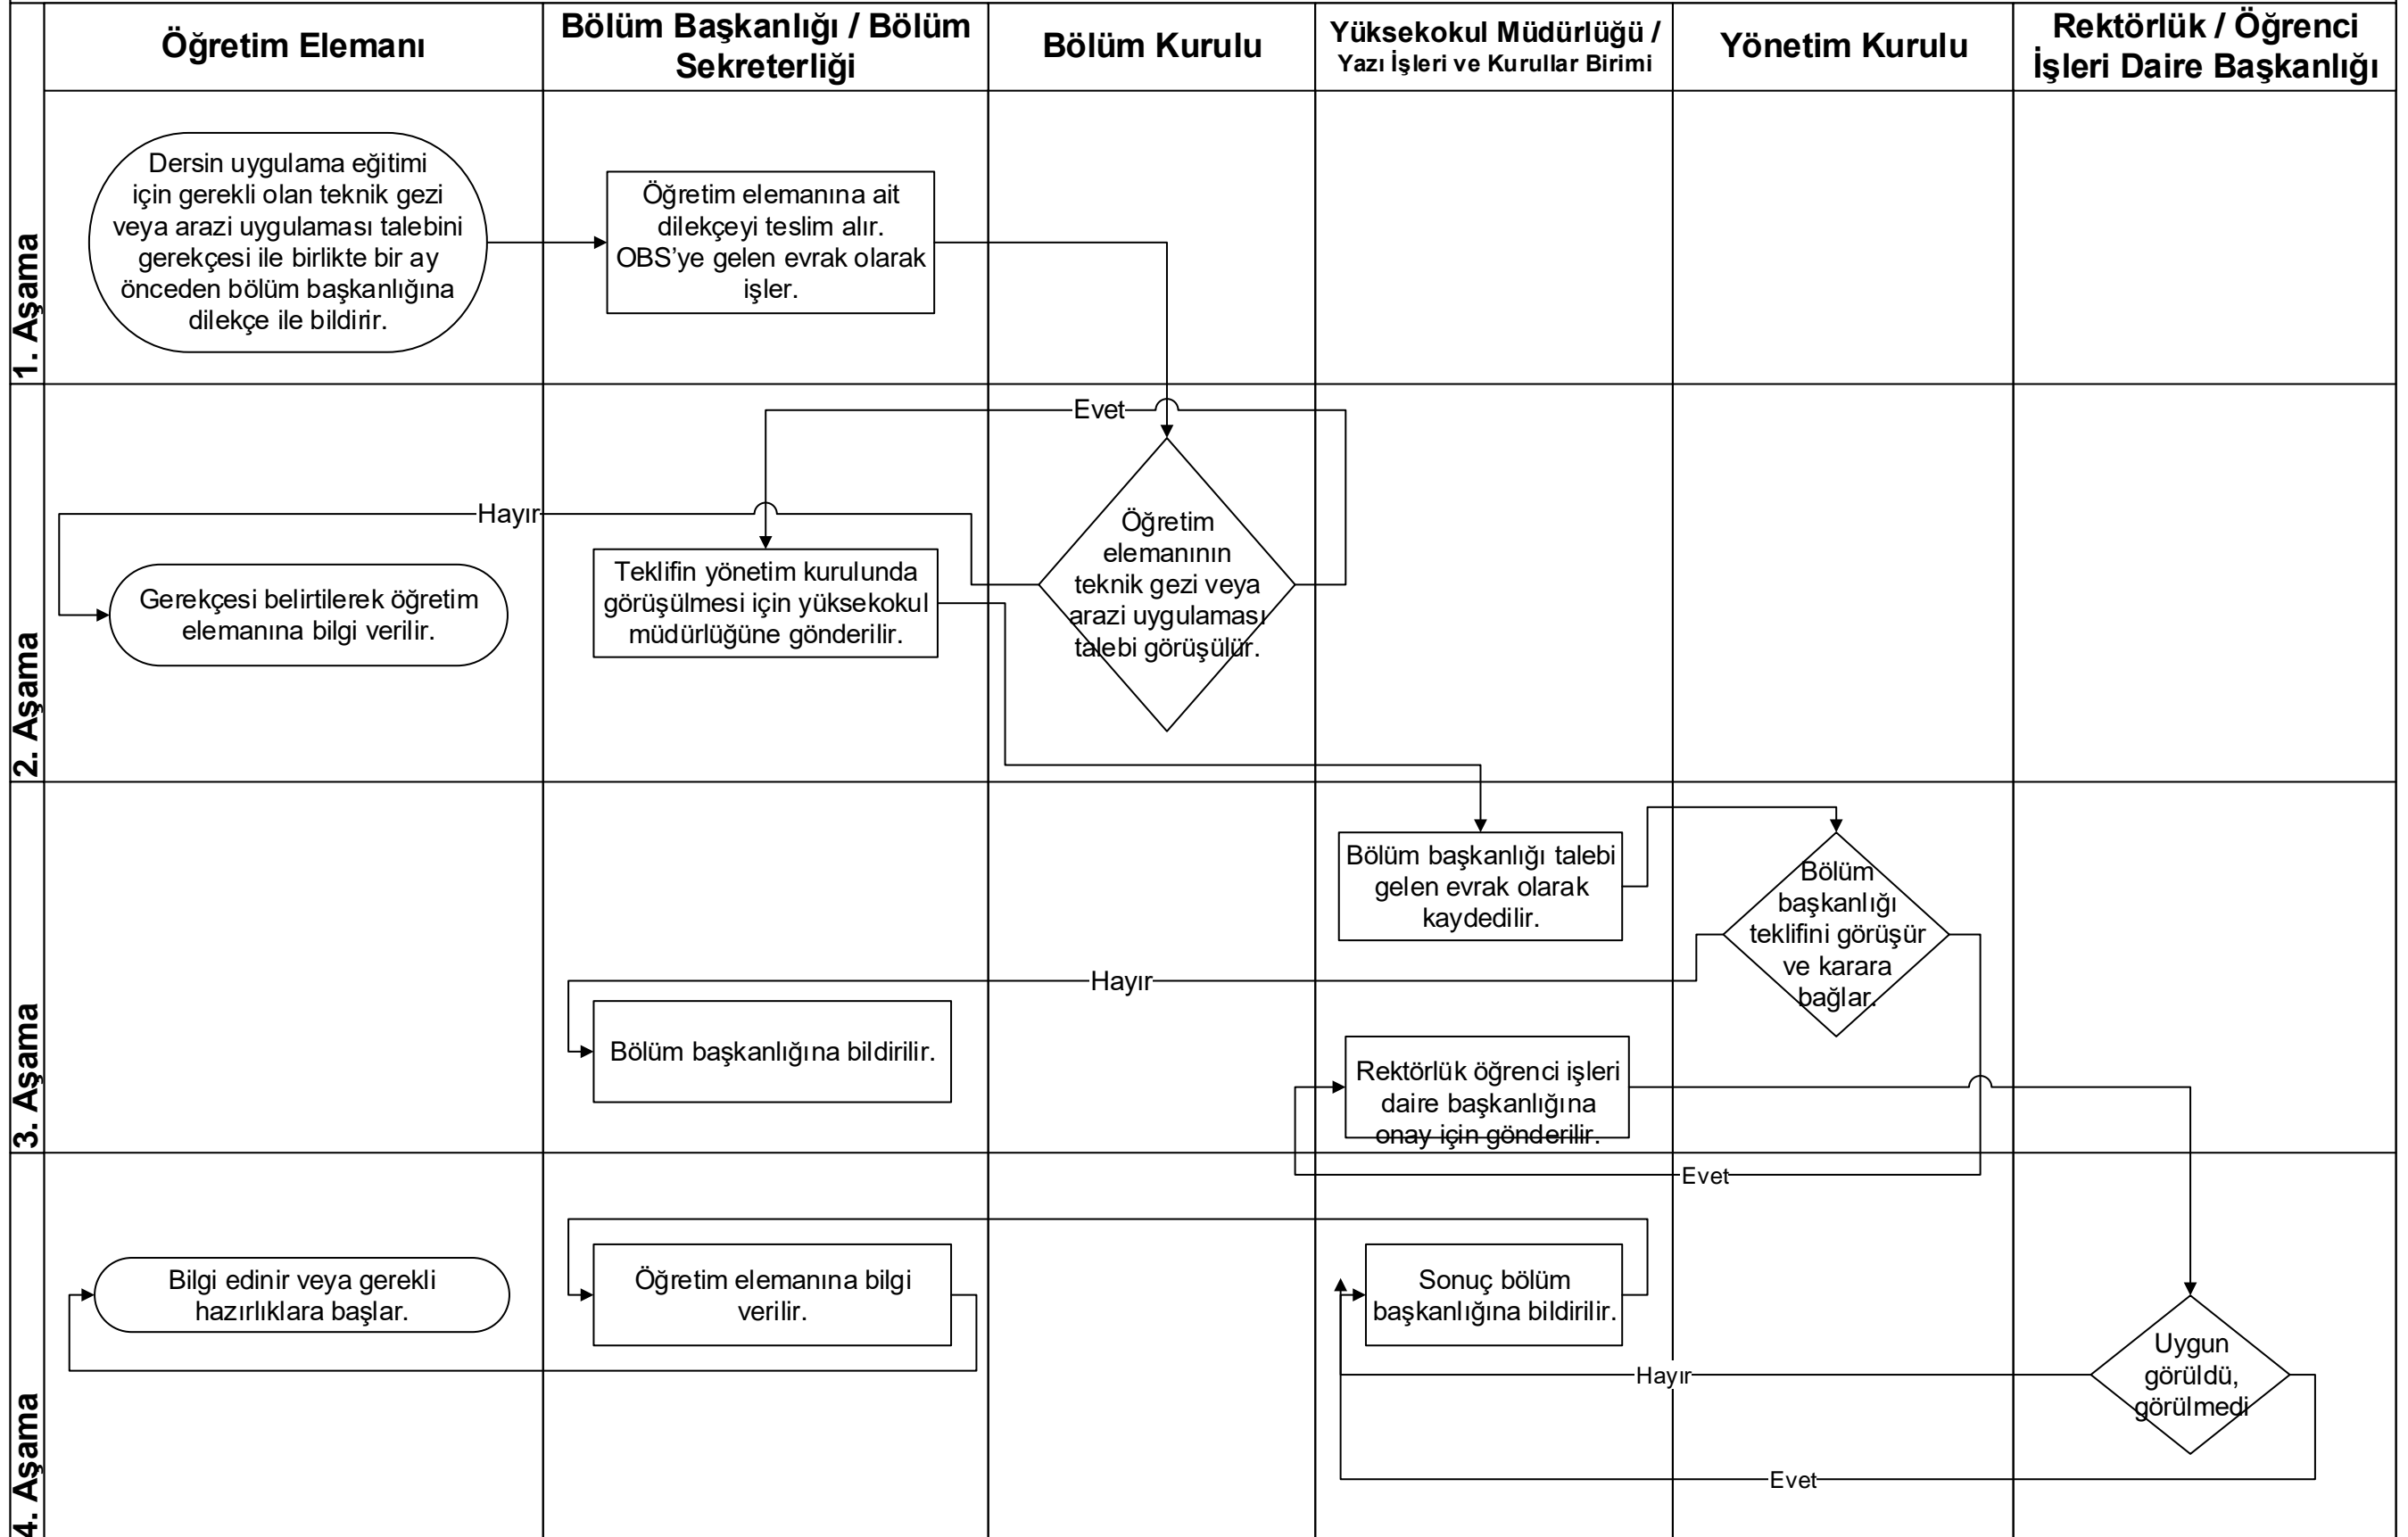 Öğretim Elemanı
Bölüm Başkanlığı / Bölüm
Sekreterliği
Bölüm Kurulu
Yüksekokul Müdürlüğü /
Yazı İşleri ve Kurullar Birimi
Yönetim Kurulu
Rektörlük / Öğrenci
İşleri Daire Başkanlığı
1. Aşama
Dersin uygulama eğitimi
için gerekli olan teknik gezi
veya arazi uygulaması talebini
gerekçesi ile birlikte bir ay
önceden bölüm başkanlığına
dilekçe ile bildirir.
Öğretim elemanına ait
dilekçeyi teslim alır.
OBS’ye gelen evrak olarak
işler.
2. Aşama
Evet
Hayır
Gerekçesi belirtilerek öğretim
elemanına bilgi verilir.
Teklifin yönetim kurulunda
görüşülmesi için yüksekokul
müdürlüğüne gönderilir.
Öğretim
elemanının
teknik gezi veya
arazi uygulaması
talebi görüşülür.
3. Aşama
Bölüm başkanlığı talebi
gelen evrak olarak
kaydedilir.
Bölüm
başkanlığı
teklifini görüşür
ve karara
bağlar.
Hayır
Bölüm başkanlığına bildirilir.
Rektörlük öğrenci işleri
daire başkanlığına
onay için gönderilir.
Evet
4. Aşama
Bilgi edinir veya gerekli
hazırlıklara başlar.
Öğretim elemanına bilgi
verilir.
Sonuç bölüm
başkanlığına bildirilir.
Uygun
görüldü,
görülmedi
Hayır
Evet